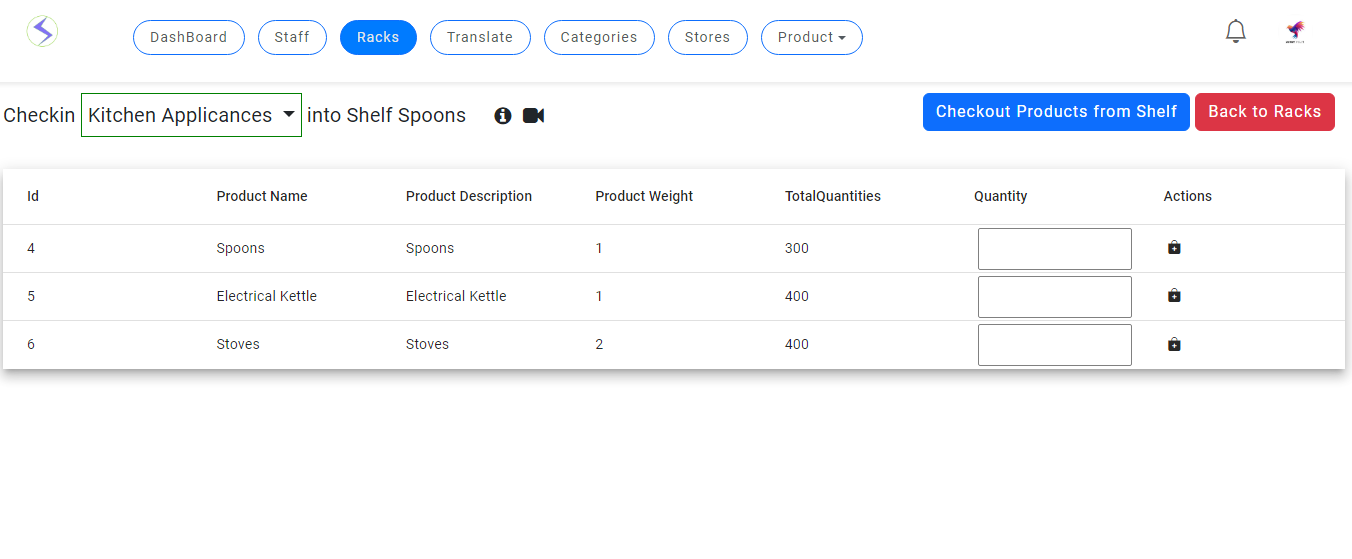 DashBoard Staff Racks Translate Categories Stores Product
Checkin Kitchen Applicances into Shelf Spoons Checkout Products from Shelf Back to Racks
Id Product Name Product Description Product Weight TotalQuantities Quantity Actions
4 Spoons Spoons 1 300
5 Electrical Kettle Electrical Kettle 1 400
6 Stoves Stoves 2 400